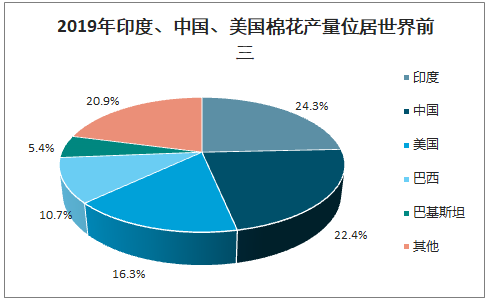 2019年印度、中国、美国棉花产量位居世界前
三
24.3%
22.4%
16.3%
10.7%
5.4%
20.9%
印度
中国
美国
巴西
巴基斯坦
其他